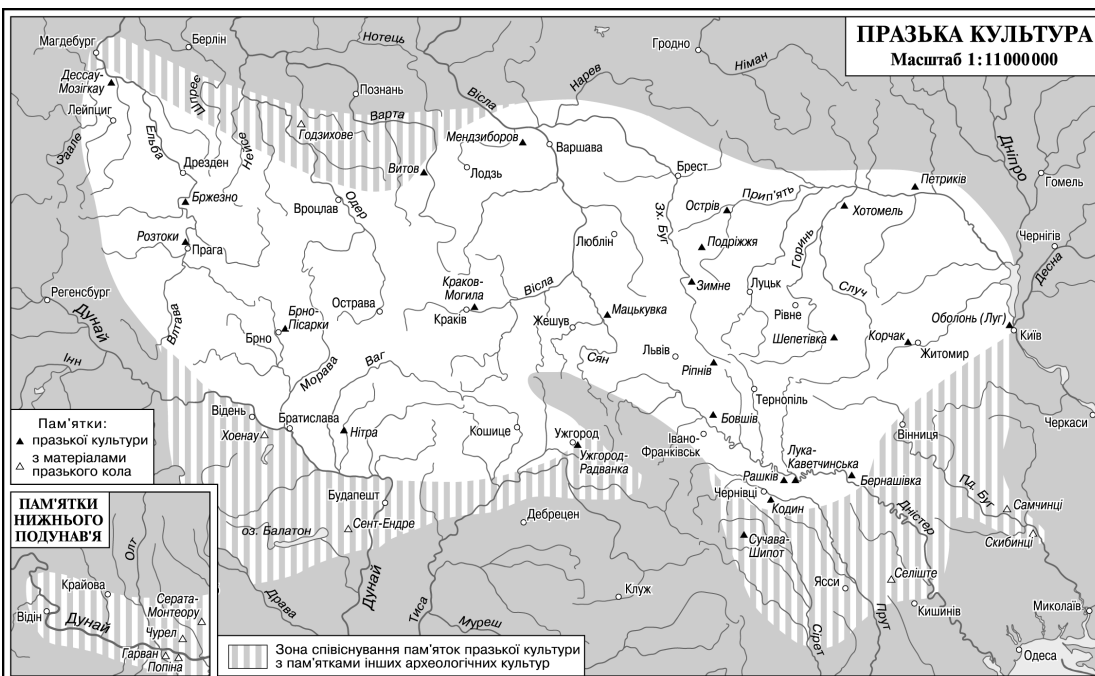 ПРАЗЬКА КУЛЬТУРА
Масштаб 1:11000000
Магдебург
Берлін
Нотець
Гродно
Німан
Дессау-
Мозігкау
Шпрее
Познань
Вісла
Нарев
Лейпциг
Годзихове
Варта
Мендзиборов
Варшава
Дніпро
Заале
Ельба
Нейсе
Дрезден
Витов
Лодзь
Брест
Петриків
Гомель
Бржезно
Вроцлав
Одер
Зх. Буг
Острів
Прип'ять
Хотомель
Розтоки
Прага
Люблін
Подріжжя
Горинь
Чернігів
Десна
Регенсбург
Дунай
Влтава
Краков-
Могила
Вісла
Зимне
Луцьк
Случ
Брно-
Пісарки
Острава
Краків
Жешув
Мацькувка
Рівне
Оболонь (Луг)
Київ
Брно
Шепетівка
Корчак
Житомир
Інн
Морава
Ваг
Сян
Львів
Ріпнів
Тернопіль
Пам'ятки:
празької культури
з матеріалами
празького кола
Відень
Хоенау
Братислава
Нітра
Кошице
Ужгород
Ужгород-
Радванка
Бовшів
Івано-
Франківськ
Лука-
Каветчинська
Вінниця
Черкаси
Рашків
Бернашівка
Чернівці
Кодин
Пд. Буг
ПАМ'ЯТКИ
НИЖНЬОГО
ПОДУНАВ'Я
Будапешт
оз. Балатон
Сент-Ендре
Дебрецен
Сучава-
Шипот
Дністер
Самчинці
Скибинці
Олт
Крайова
Серата-
Монтеору
Відін
Дунай
Чурел
Гарван
Попіна
Драва
Дунай
Тиса
Клуж
Муреш
Ясси
Селіште
Прут
Кишинів
Сірет
Миколаїв
Одеса
Зона співіснування пам'яток празької культури
з пам'ятками інших археологічних культур